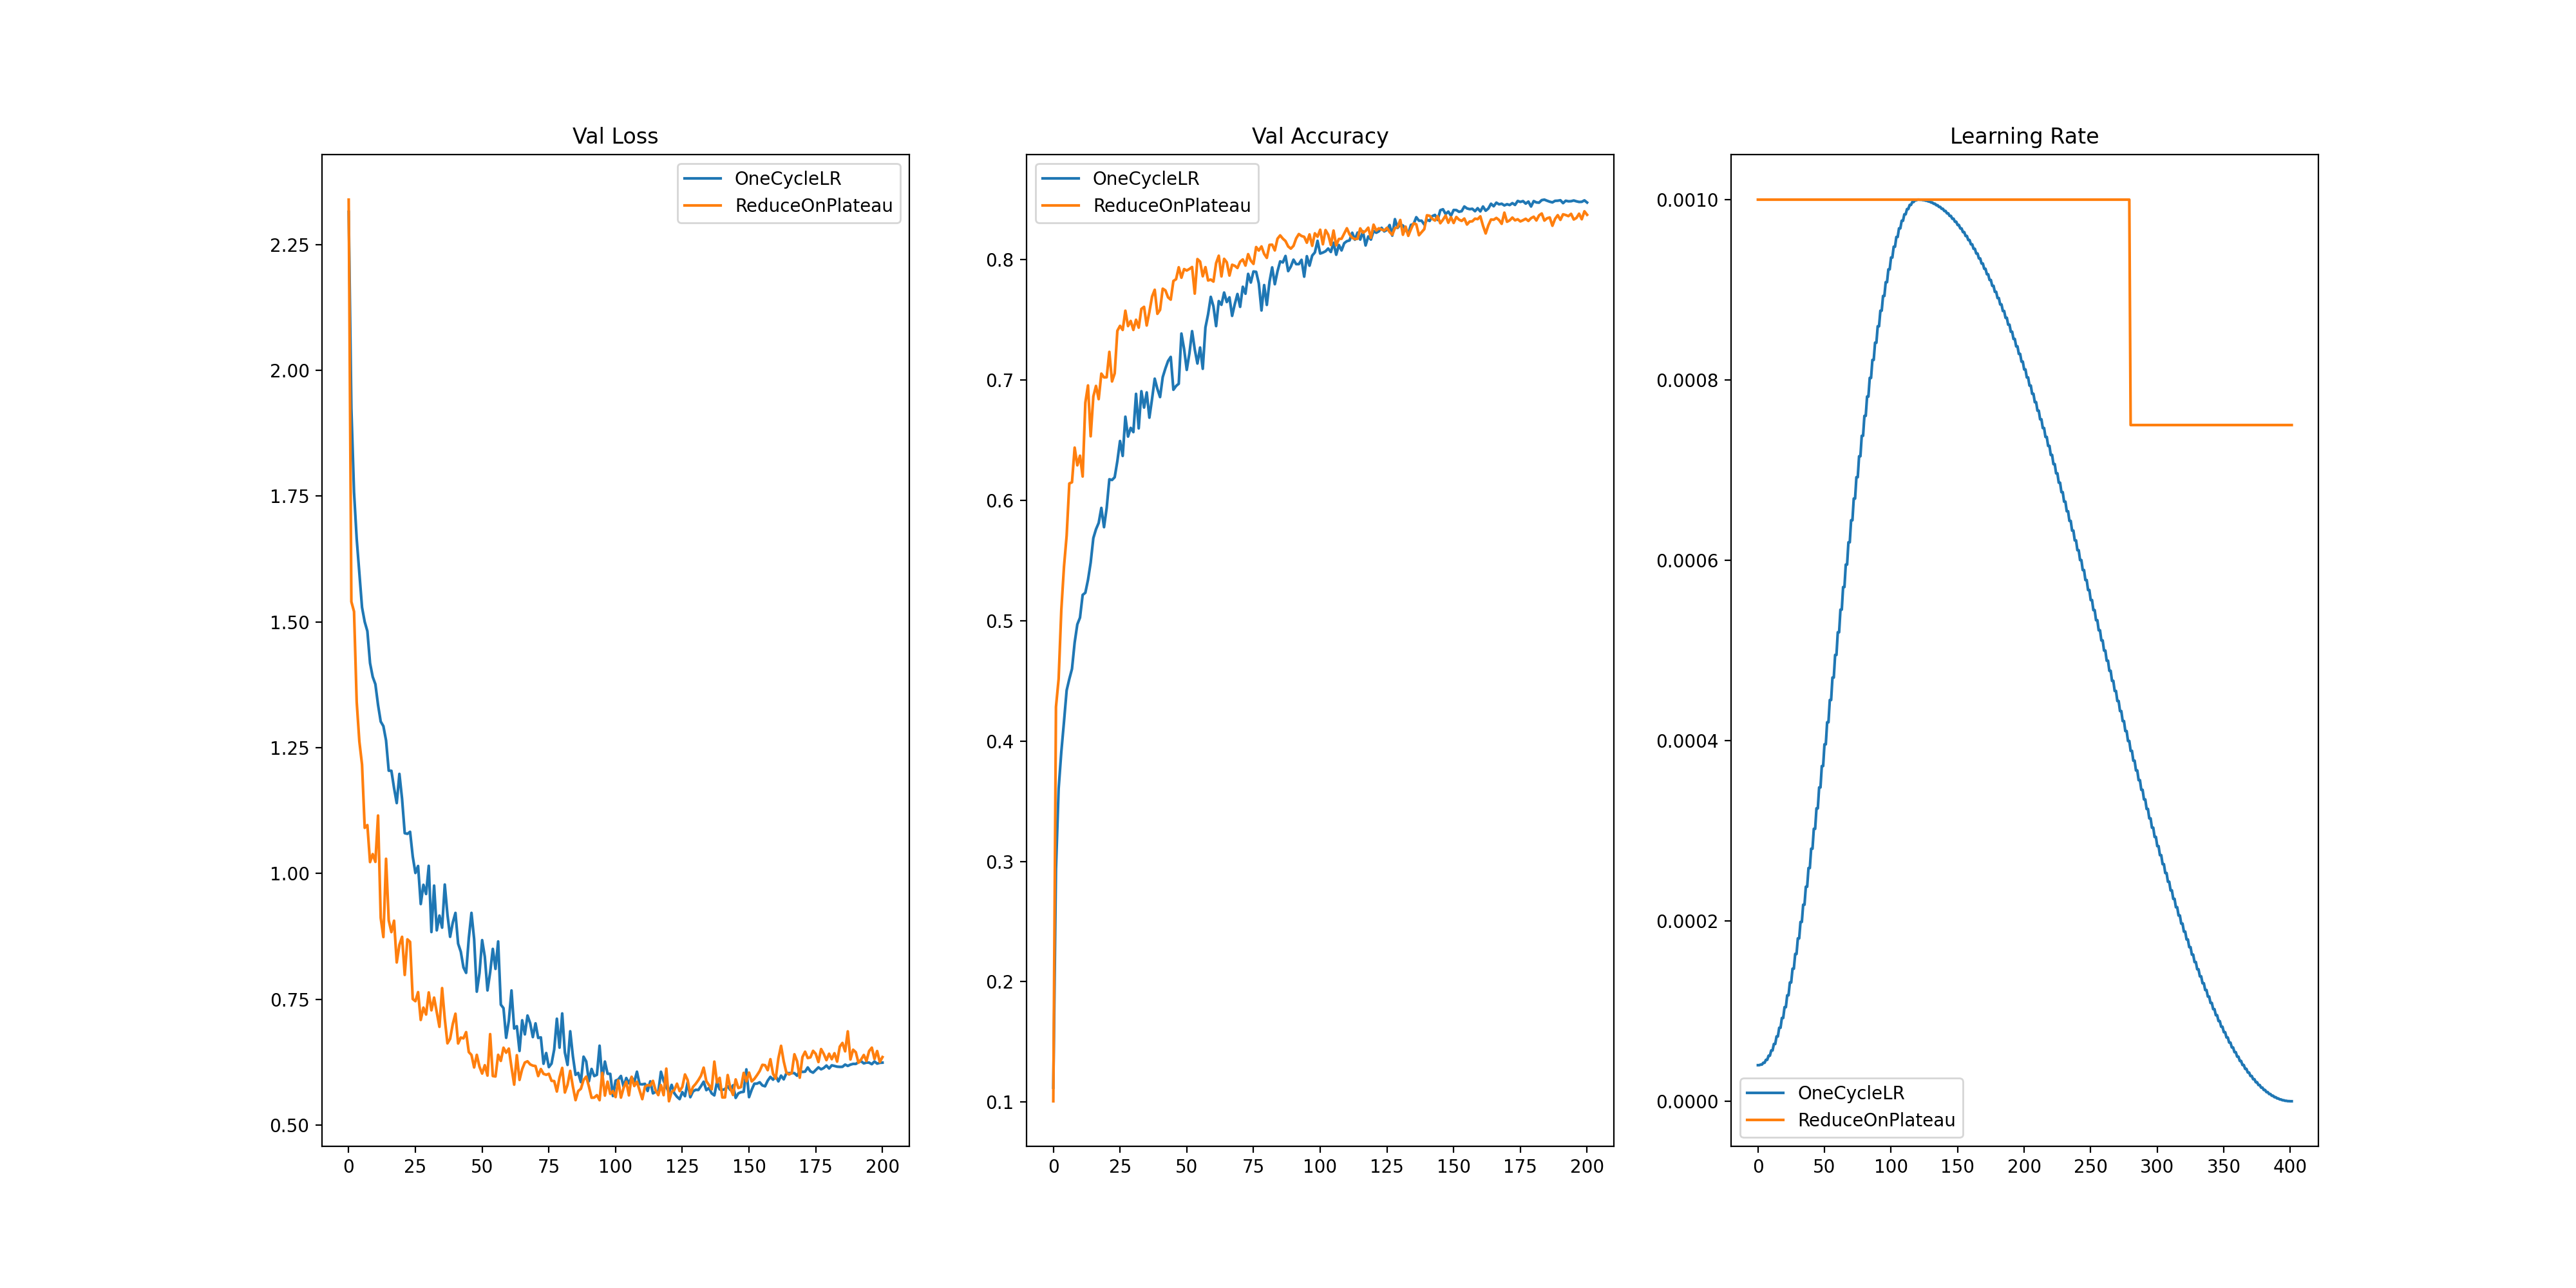 Val Loss
OneCycleLR
ReduceOnPlateau
2.25
2.00
1.75
1.50
1.25
1.00
0.75
0.50
0 25 50 75 100 125 150 175 200
Val Accuracy
OneCycleLR
ReduceOnPlateau
0.8
0.7
0.6
0.5
0.4
0.3
0.2
0.1
0 25 50 75 100 125 150 175 200
Learning Rate
0.0010
0.0008
0.0006
0.0004
0.0002
0.0000
OneCycleLR
ReduceOnPlateau
0 50 100 150 200 250 300 350 400